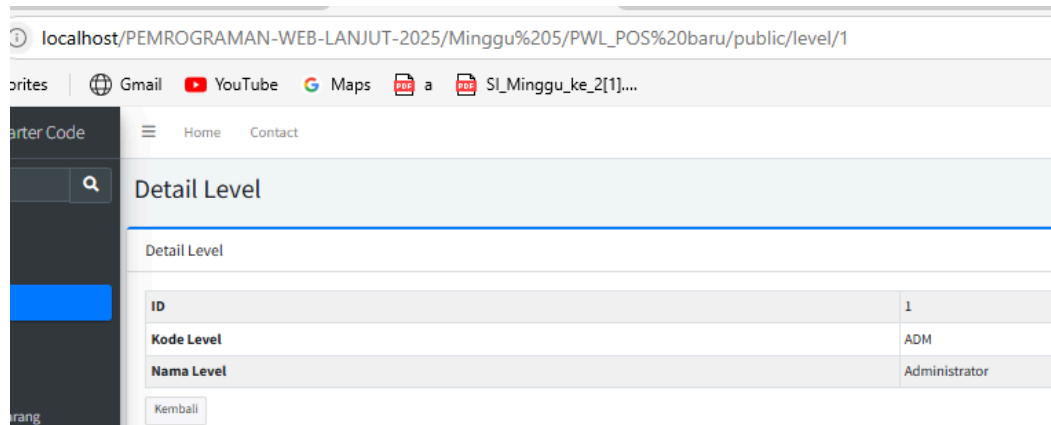 localhost/PEMROGRAMAN-WEB-LANJUT-2025/Minggu%205/PWL_POS%20baru/public/level/1
orites Gmail YouTube Maps a SI_Minggu_ke_2[1]....
arter Code Home Contact
Detail Level
Detail Level
ID 1
Kode Level ADM
Nama Level Administrator
Kembali
arang